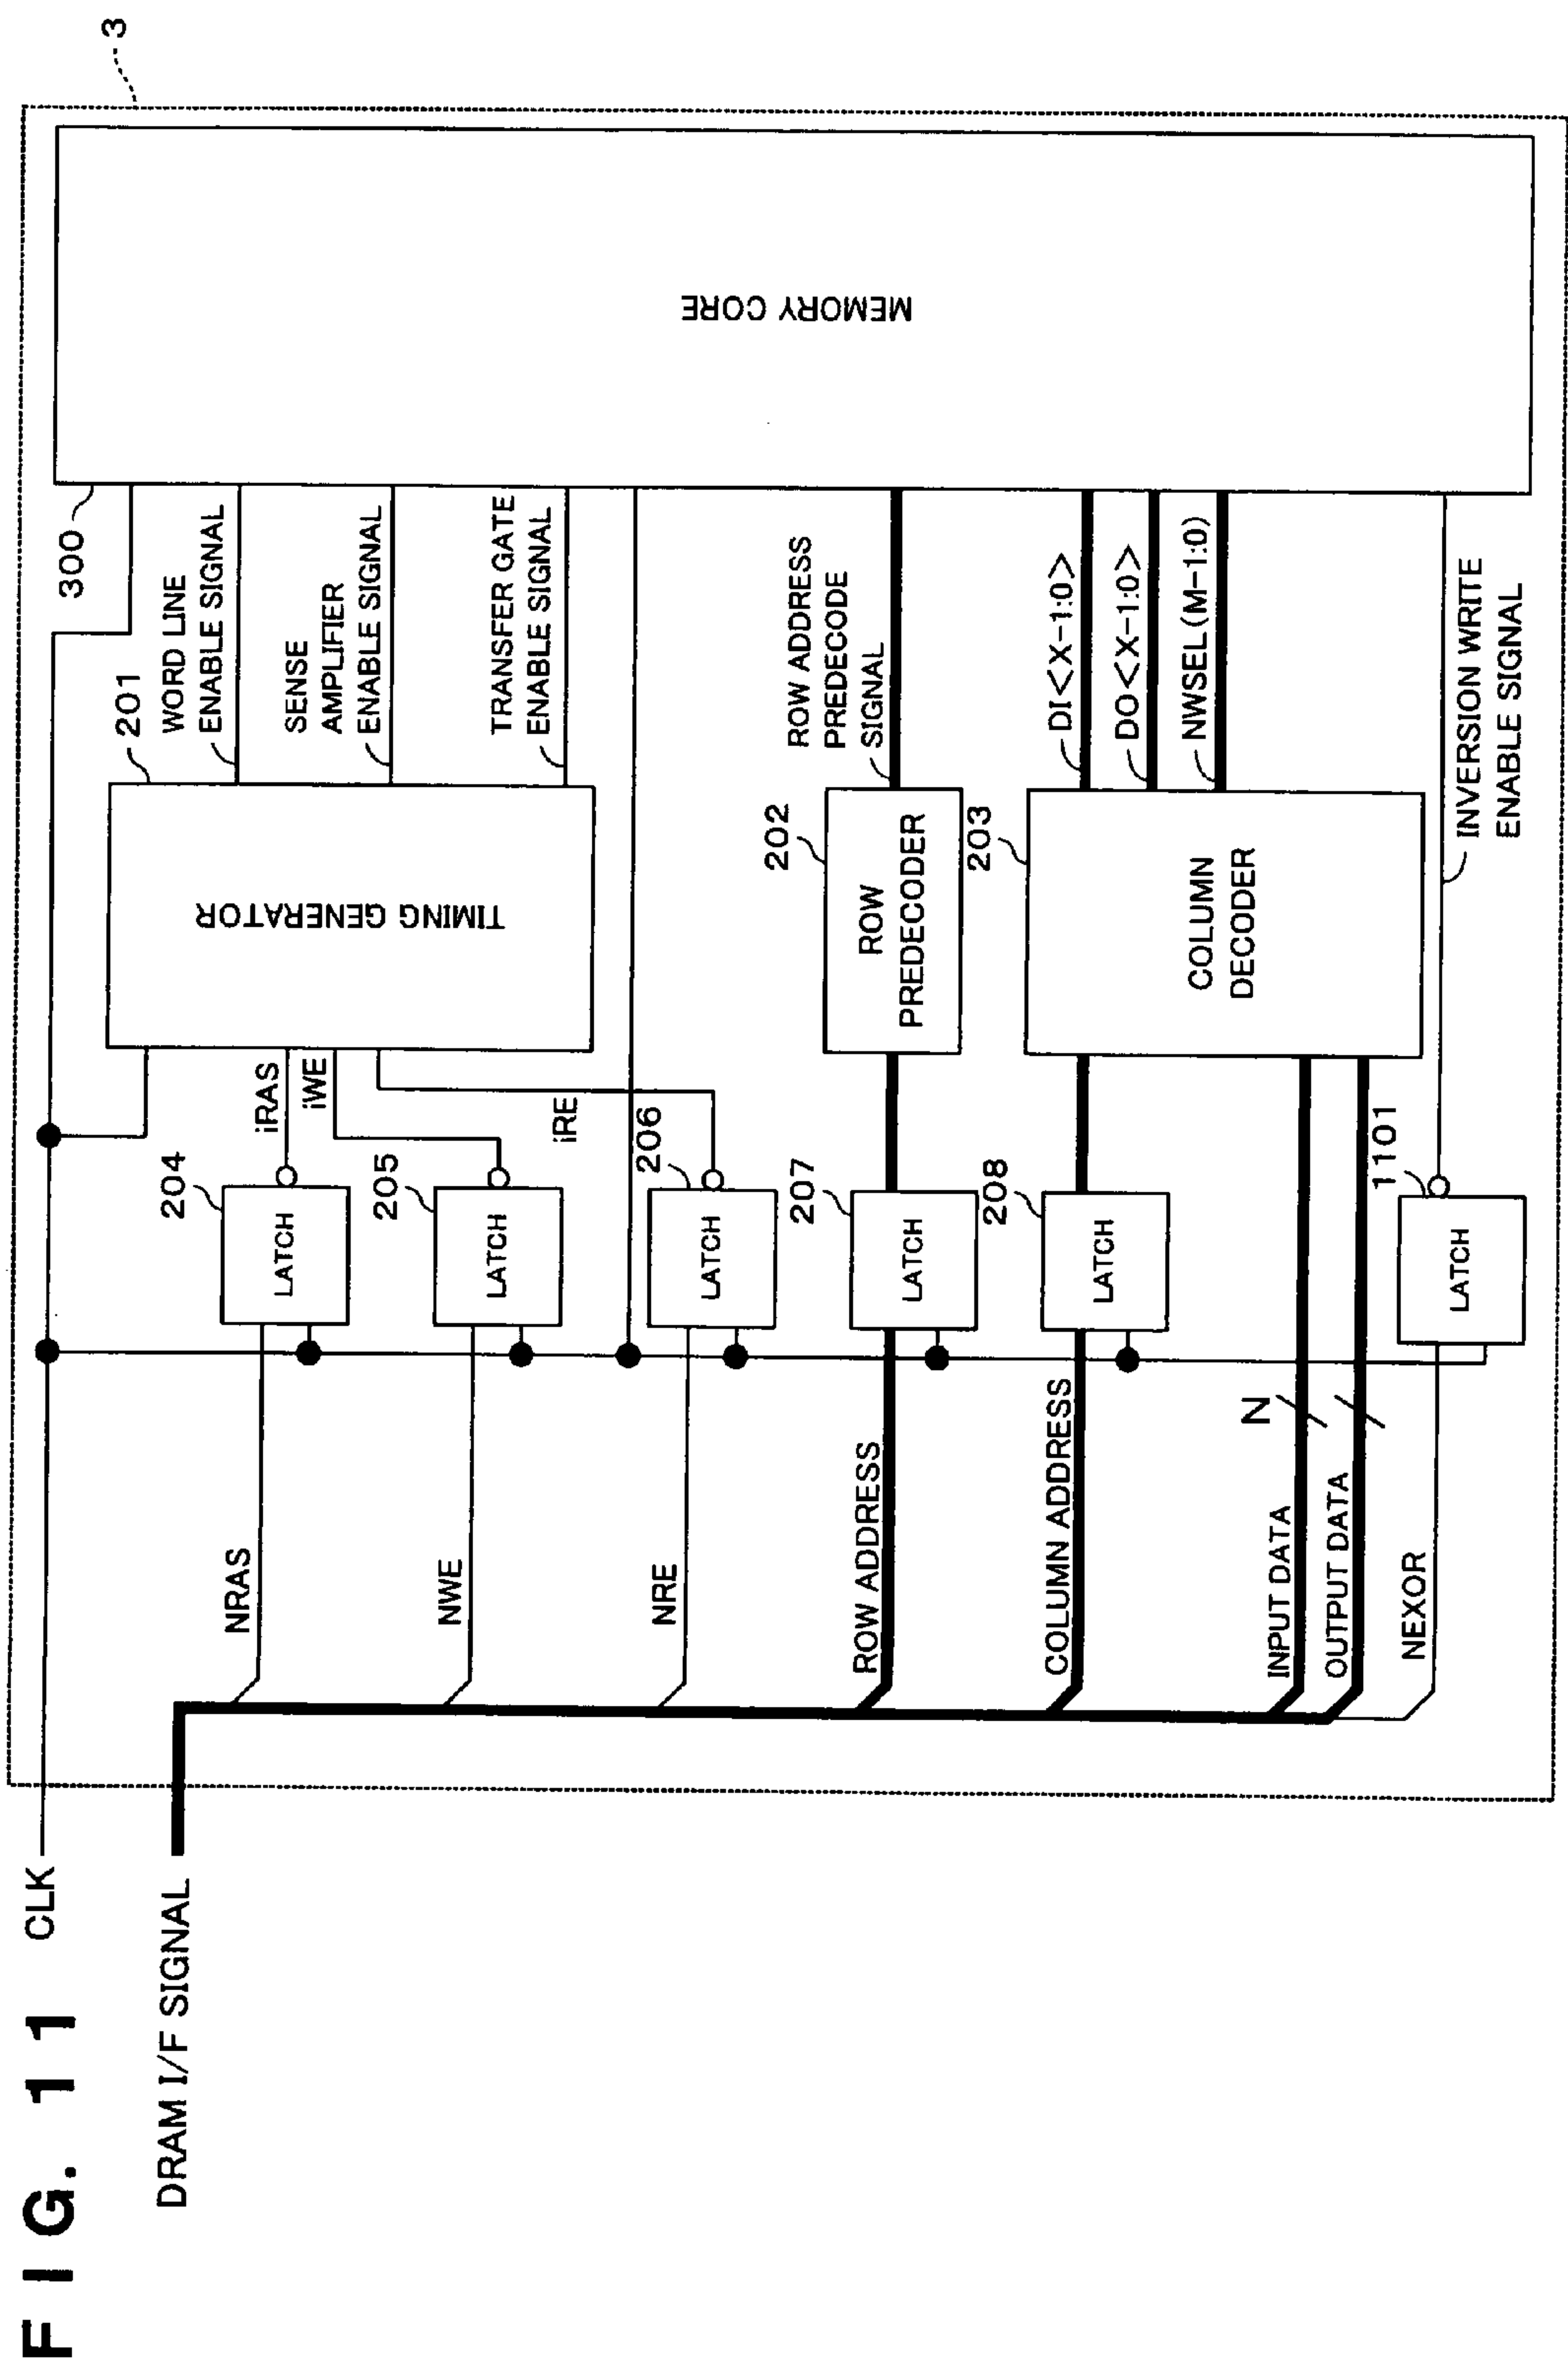 FIG. 11
CLK
DRAM I/F SIGNAL
3
300
MEMORY CORE
201
TIMING GENERATOR
WORD LINE
ENABLE SIGNAL
SENSE
AMPLIFIER
ENABLE SIGNAL
TRANSFER GATE
ENABLE SIGNAL
NRAS
204
LATCH
iRAS
NWE
205
LATCH
iWE
NRE
206
LATCH
iRE
ROW ADDRESS
207
LATCH
202
ROW
PREDECODER
ROW ADDRESS
PREDECODE
SIGNAL
COLUMN ADDRESS
208
LATCH
203
COLUMN
DECODER
DI<X-1:0>
DO<X-1:0>
NWSEL(M-1:0)
INPUT DATA
N
OUTPUT DATA
NEXOR
1101
LATCH
INVERSION WRITE
ENABLE SIGNAL